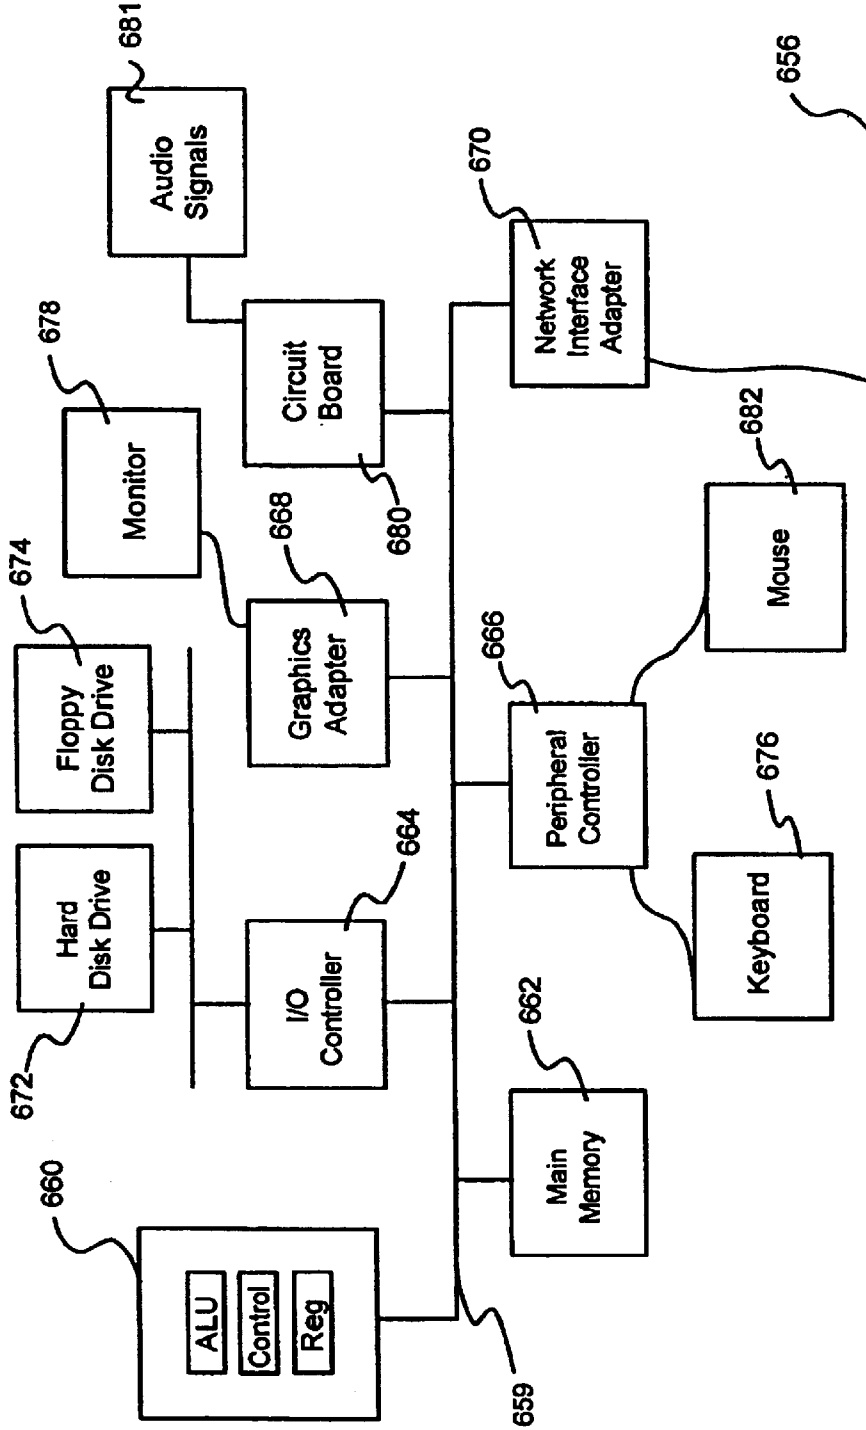 660
ALU
Control
Reg
659
672
Hard
Disk Drive
674
Floppy
Disk Drive
678
Monitor
681
Audio
Signals
I/O
Controller
664
Graphics
Adapter
668
Circuit
Board
680
Main
Memory
662
Peripheral
Controller
666
Network
Interface
Adapter
670
Keyboard
676
Mouse
682
656